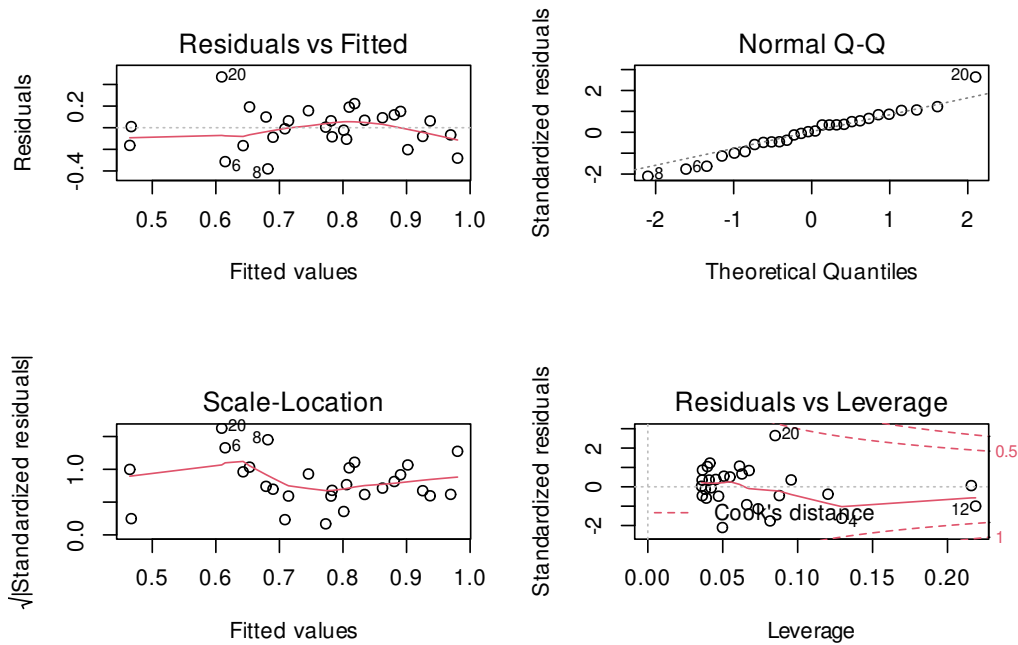 Residuals vs Fitted
Residuals
0.2
-0.4
20
6
8
0.5 0.6 0.7 0.8 0.9 1.0
Fitted values
Normal Q-Q
Standardized residuals
2
0
-2
20
6
8
-2 -1 0 1 2
Theoretical Quantiles
Scale-Location
√|Standardized residuals|
1.0
0.0
20
8
6
0.5 0.6 0.7 0.8 0.9 1.0
Fitted values
Residuals vs Leverage
Standardized residuals
2
0
2
20
0.5
12
Cook's distance
4
1
0.00 0.05 0.10 0.15 0.20
Leverage